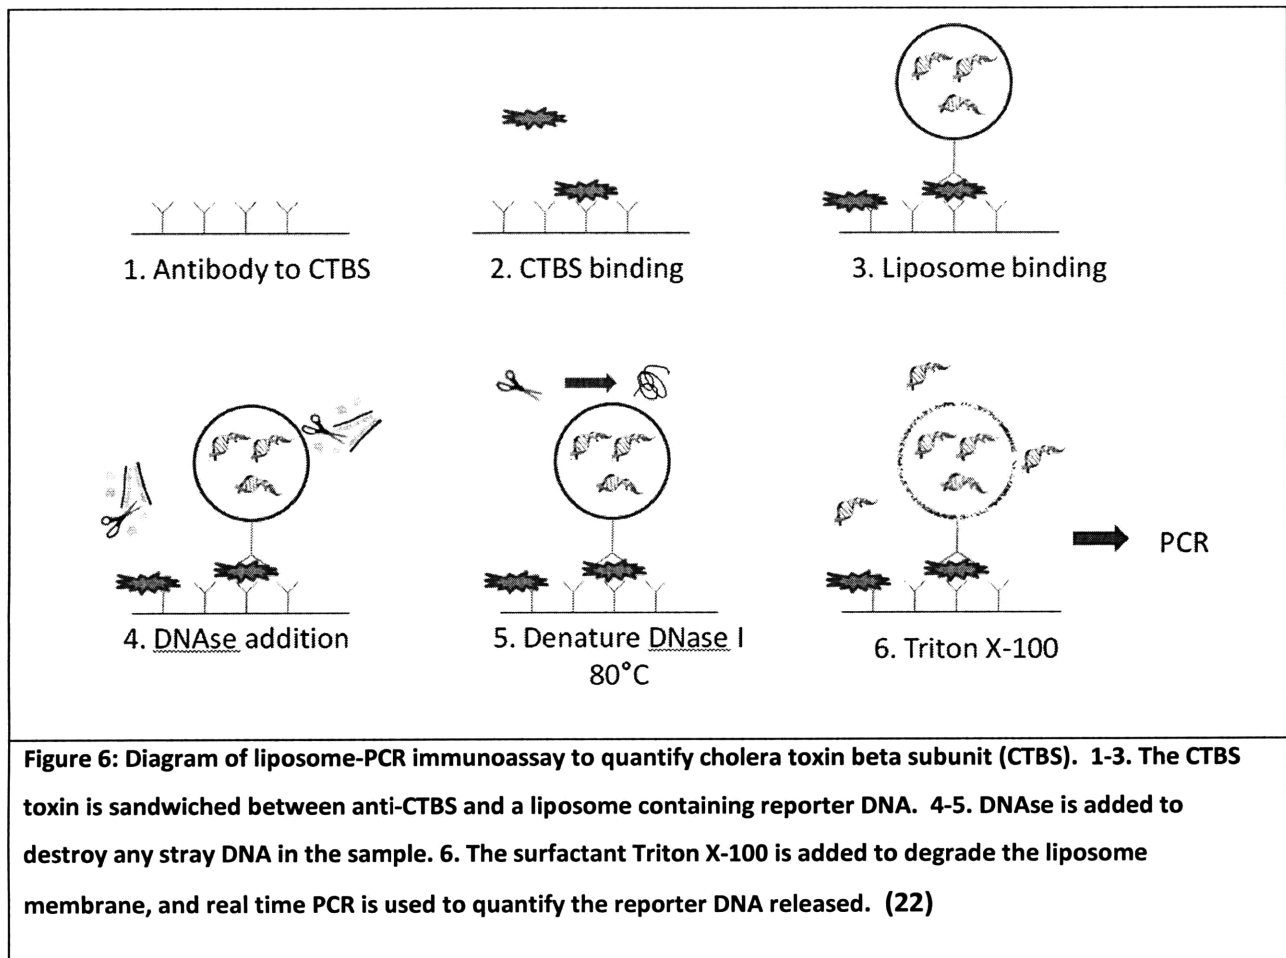 1. Antibody to CTBS
2. CTBS binding
3. Liposome binding
4. DNAse addition
5. Denature DNase I
80°C
6. Triton X-100
PCR
Figure 6: Diagram of liposome-PCR immunoassay to quantify cholera toxin beta subunit (CTBS). 1-3. The CTBS
toxin is sandwiched between anti-CTBS and a liposome containing reporter DNA. 4-5. DNAse is added to
destroy any stray DNA in the sample. 6. The surfactant Triton X-100 is added to degrade the liposome
membrane, and real time PCR is used to quantify the reporter DNA released. (22)